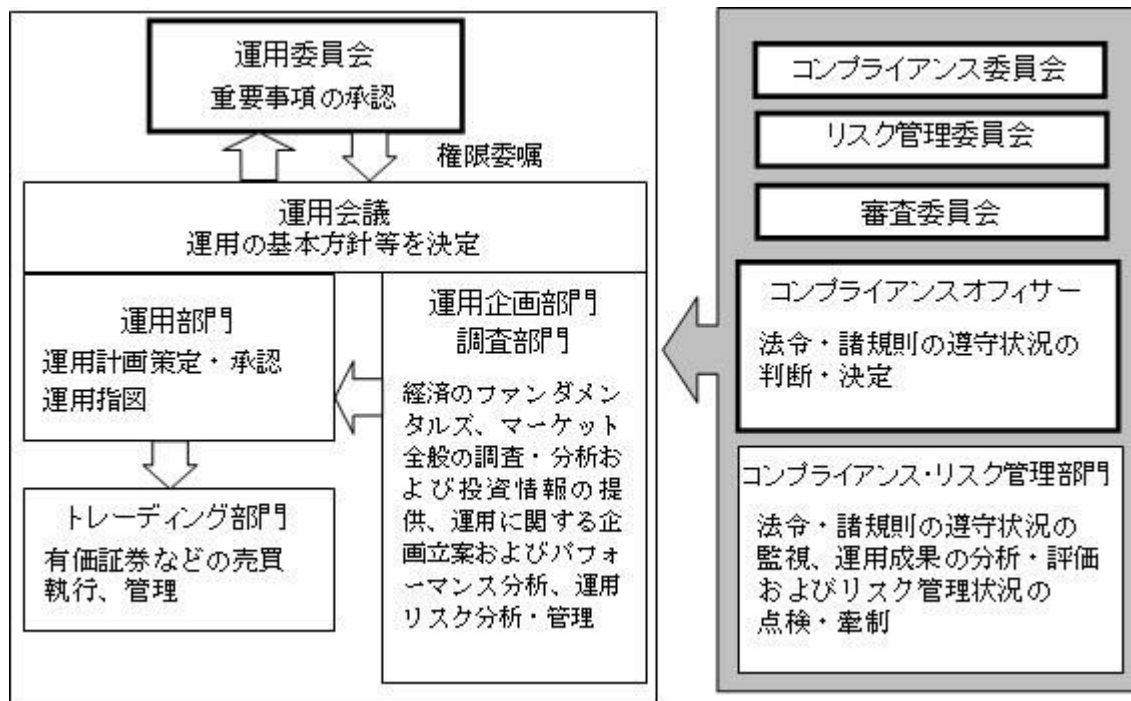 運用委員会
重要事項の承認
権限委嘱
運用会議
運用の基本方針等を決定
運用部門
運用計画策定・承認
運用指図
運用企画部門
調査部門
経済のファンダメン
タルズ、マーケット
全般の調査・分析お
よび投資情報の提
供、運用に関する企
画立案およびパフォ
ーマンス分析、運用
リスク分析・管理
トレーディング部門
有価証券などの売買
執行、管理
コンプライアンス委員会
リスク管理委員会
審査委員会
コンプライアンスオフィサー
法令・諸規則の遵守状況の
判断・決定
コンプライアンス・リスク管理部門
法令・諸規則の遵守状況の
監視、運用成果の分析・評価
およびリスク管理状況の
点検・牽制